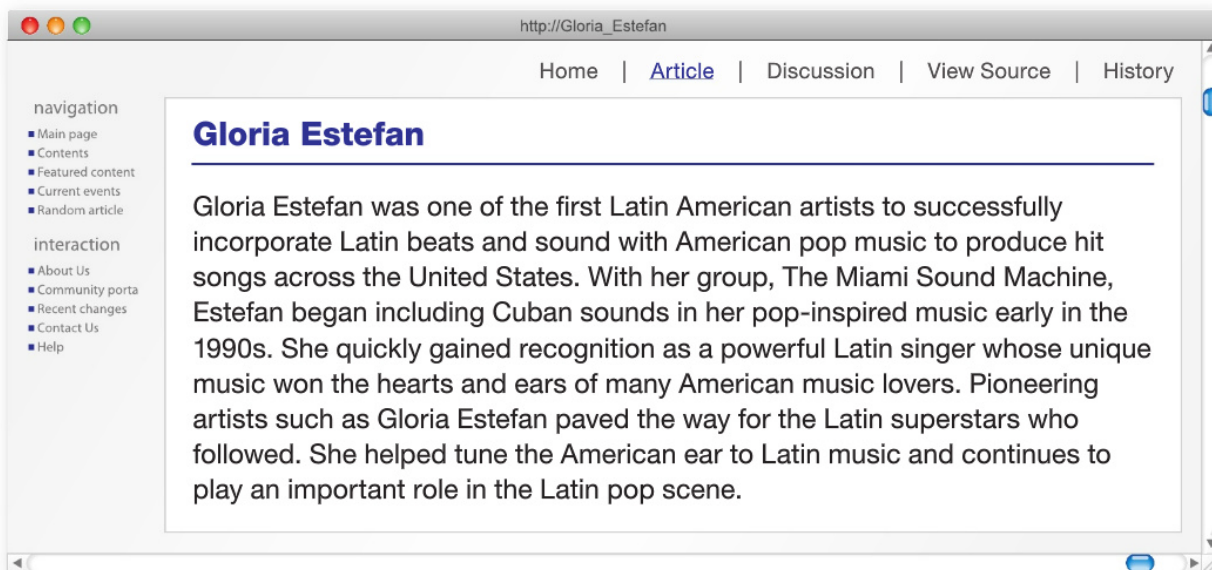 http://Gloria_Estefan
Home | Article | Discussion | View Source | History
navigation
Main page
Contents
Featured content
Current events
Random article
interaction
About Us
Community porta
Recent changes
Contact Us
Help
Gloria Estefan
Gloria Estefan was one of the first Latin American artists to successfully
incorporate Latin beats and sound with American pop music to produce hit
songs across the United States. With her group, The Miami Sound Machine,
Estefan began including Cuban sounds in her pop-inspired music early in the
1990s. She quickly gained recognition as a powerful Latin singer whose unique
music won the hearts and ears of many American music lovers. Pioneering
artists such as Gloria Estefan paved the way for the Latin superstars who
followed. She helped tune the American ear to Latin music and continues to
play an important role in the Latin pop scene.